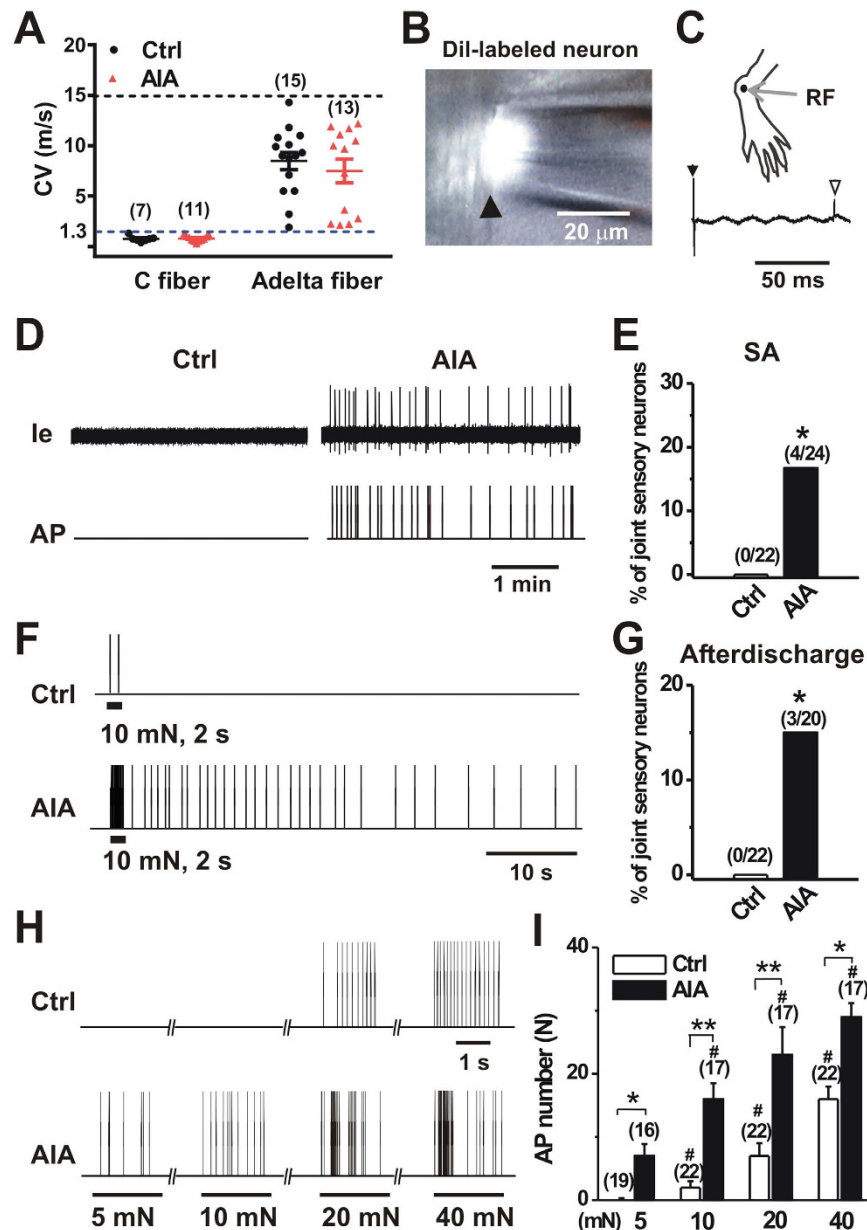 A
20
15
10
5
1.3
CV (m/s)
Ctrl
AIA
(7)
(11)
(15)
(13)
C fiber
Adelta fiber
B
DiI-labeled neuron
20 μm
C
RF
50 ms
D
Ctrl
AIA
Ie
AP
1 min
E
SA
% of joint sensory neurons
30
20
10
0
(0/22)
*
(4/24)
Ctrl
AIA
F
Ctrl
10 mN, 2 s
AIA
10 mN, 2 s
10 s
G
Afterdischarge
% of joint sensory neurons
20
10
0
(0/22)
*
(3/20)
Ctrl
AIA
H
Ctrl
1 s
AIA
5 mN
10 mN
20 mN
40 mN
I
AP number (N)
40
20
0
Ctrl
AIA
*
(19)
(16)
**
#
(22)
#
(17)
**
#
(22)
#
(17)
*
#
(22)
#
(17)
(mN)
5
10
20
40